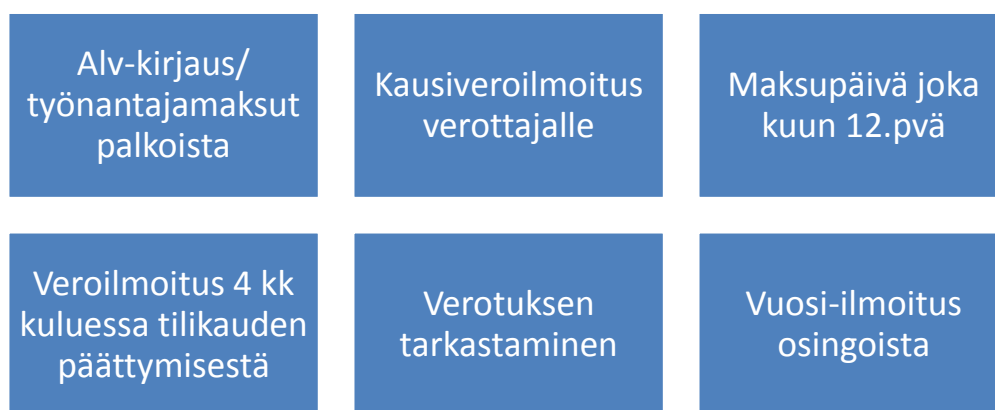 Alv-kirjaus/
työnantajamaksut
palkoista
Kausiveroilmoitus
verottajalle
Maksupäivä joka
kuun 12.pvä
Veroilmoitus 4 kk
kuluessa tilikauden
päättymisestä
Verotuksen
tarkastaminen
Vuosi-ilmoitus
osingoista